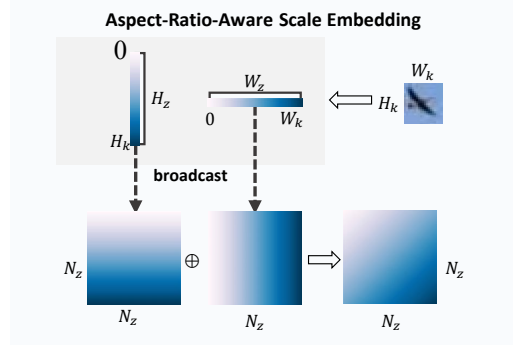 Aspect-Ratio-Aware Scale Embedding
0
H_z
H_k
W_z
0 W_k
W_k
H_k
broadcast
N_z ⊕ N_z
N_z N_z N_z